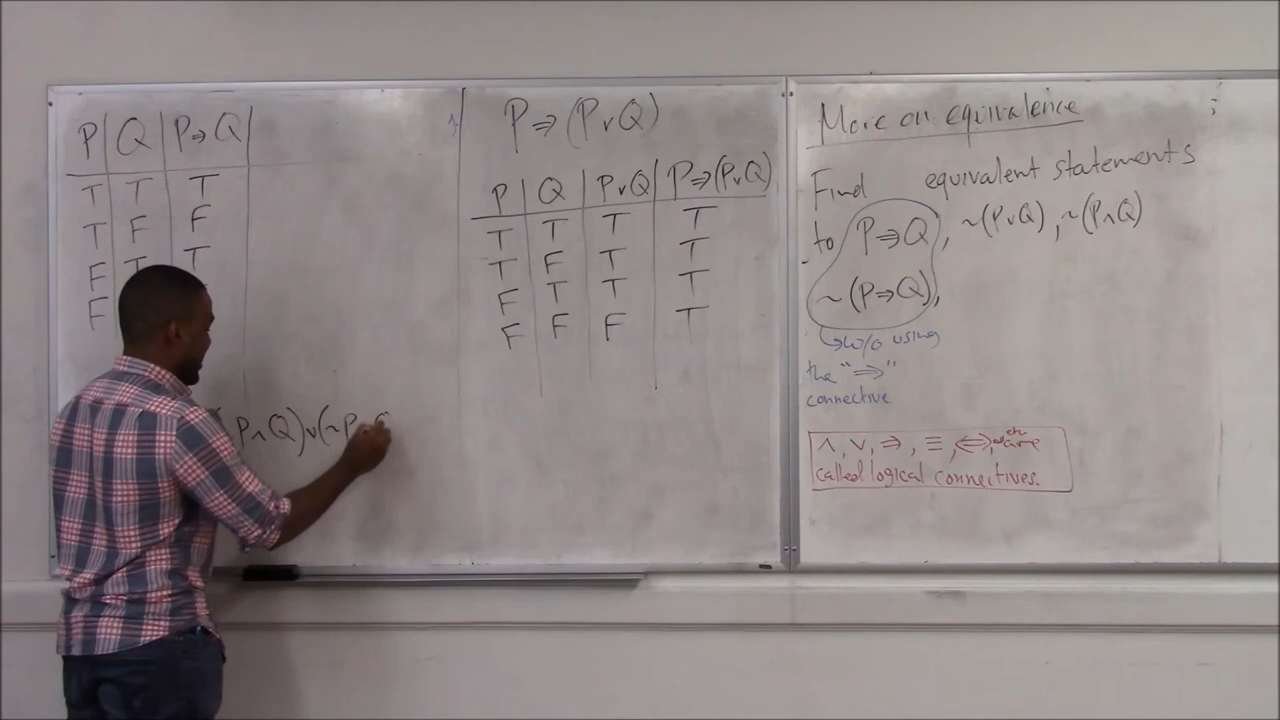 P Q P⇒Q
T T T
T F F
F T T
F
(P∧Q)∨(~P
P⇒(P∨Q)
P Q P∨Q P⇒(P∨Q)
T T T T
T F T T
F T T T
F F F T
More on equivalence ;
Find equivalent statements
to P⇒Q, ~(P∨Q), ~(P∧Q)
~(P⇒Q),
↳w/o using
the "⇒"
connective
∧, ∨, ⇒, ≡, ⇔, etc are
called logical connectives.